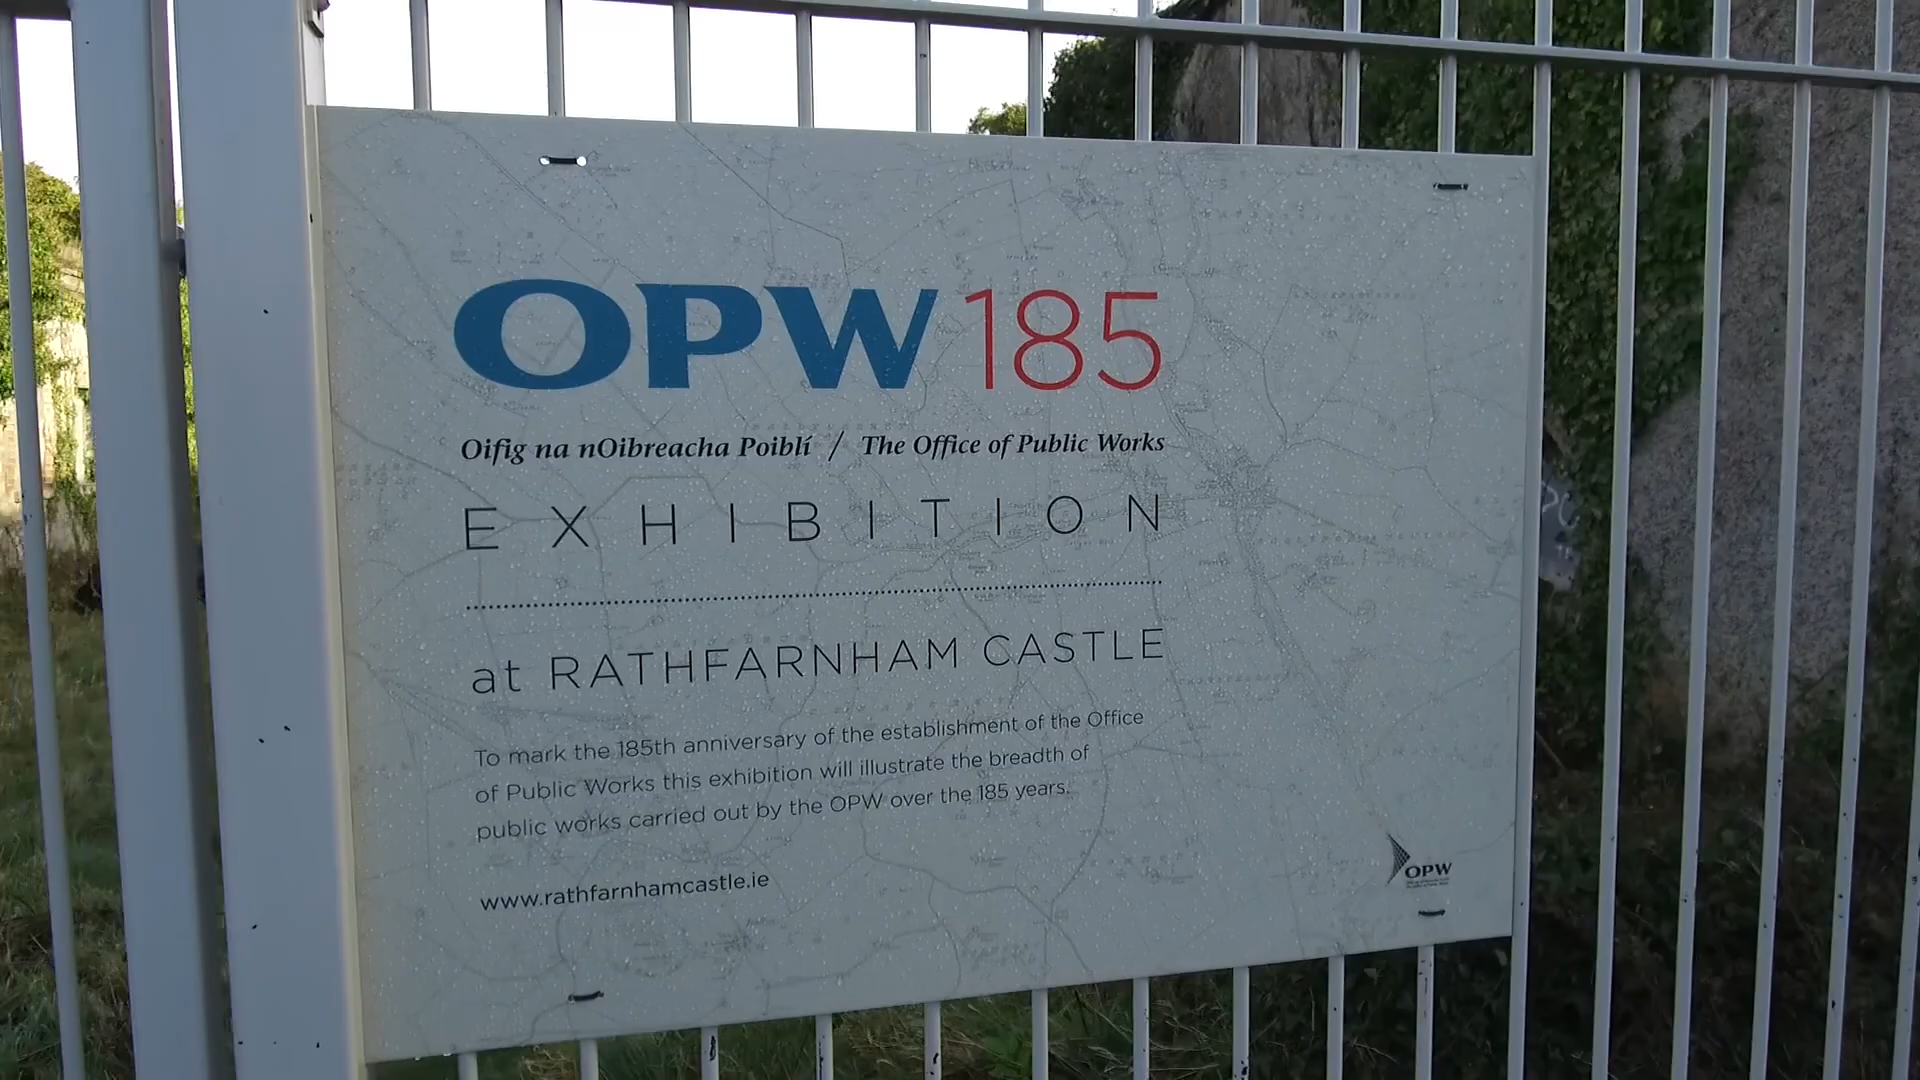 OPW 185
Oifig na nOibreacha Poiblí / The Office of Public Works
EXHIBITION
at RATHFARNHAM CASTLE
To mark the 185th anniversary of the establishment of the Office
of Public Works this exhibition will illustrate the breadth of
public works carried out by the OPW over the 185 years.
www.rathfarnhamcastle.ie
OPW